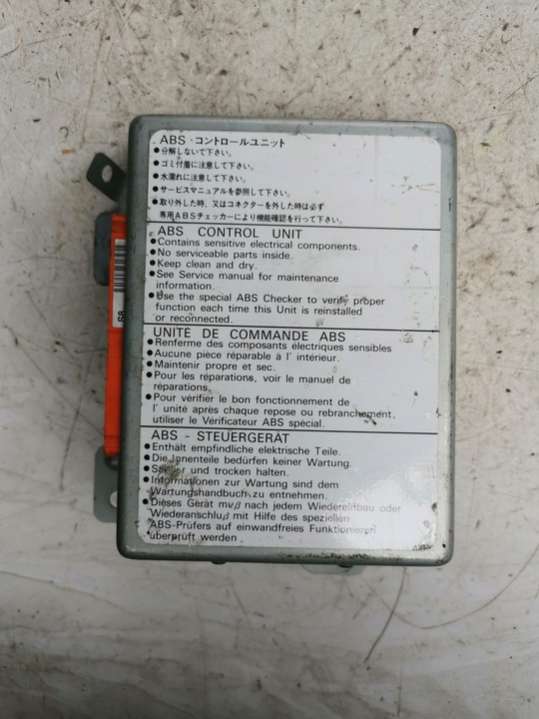 ABS・コントロールユニット
●分解しないで下さい。
●ゴミ付着に注意して下さい。
●水濡れに注意して下さい。
●サービスマニュアルを参照して下さい。
●取り外した時、又はコネクターを外した時は必ず
専用ABSチェッカーにより機能確認を行って下さい。
ABS CONTROL UNIT
●Contains sensitive electrical components.
●No serviceable parts inside.
●Keep clean and dry.
●See Service manual for maintenance
information.
●Use the special ABS Checker to verify proper
function each time this Unit is reinstalled
or reconnected.
UNITÉ DE COMMANDE ABS
●Renferme des composants électriques sensibles
●Aucune pièce réparable à l' intérieur.
●Maintenir propre et sec.
●Pour les réparations, voir le manuel de
réparations.
●Pour vérifier le bon fonctionnement de
l' unité après chaque repose ou rebranchement,
utiliser le Vérificateur ABS spécial.
ABS - STEUERGERÄT
●Enthält empfindliche elektrische Teile.
●Die Innenteile bedürfen keiner Wartung.
●und trocken halten.
●Informationen zur Wartung sind dem
Wartungshandbuch zu entnehmen.
●Dieses Gerät muβ nach jedem Wiedereinbau oder
Wiederanschluβ mit Hilfe des speziellen
ABS-Prüfers auf einwandfreies Funktionieren
überprüft werden
S8